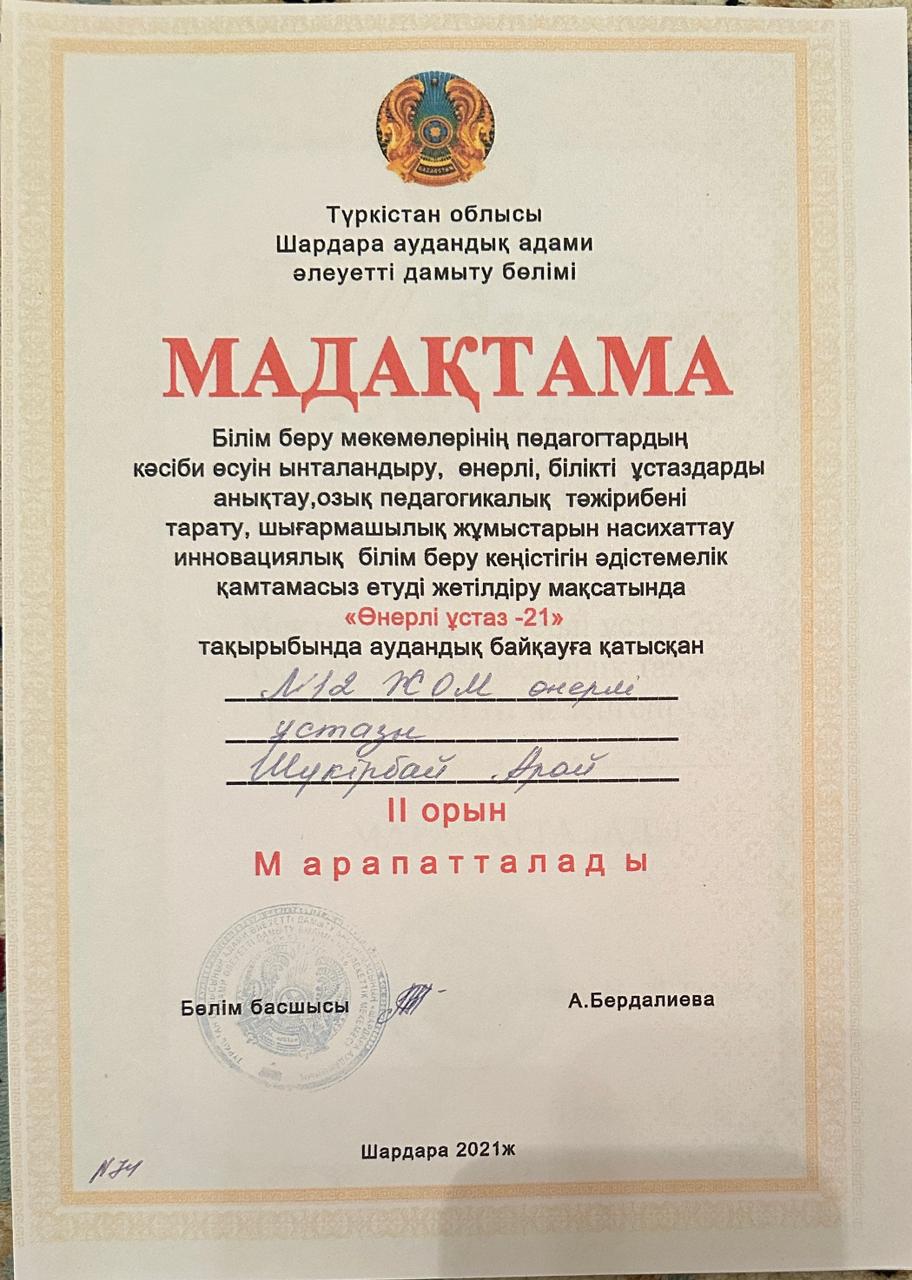 Түркістан облысы
Шардара аудандық адами
әлеуетті дамыту бөлімі
МАДАҚТАМА
Білім беру мекемелерінің педагогтардың
кәсіби өсуін ынталандыру, өнерлі, білікті ұстаздарды
анықтау,озық педагогикалық тәжірибені
тарату, шығармашылық жұмыстарын насихаттау
инновациялық білім беру кеңістігін әдістемелік
қамтамасыз етуді жетілдіру мақсатында
«Өнерлі ұстаз -21»
тақырыбында аудандық байқауға қатысқан
№12 ЖОМ өнерлі
ұстазы
Шүкірбай Арай
II орын
Марапатталады
Бөлім басшысы
А.Бердалиева
Шардара 2021ж